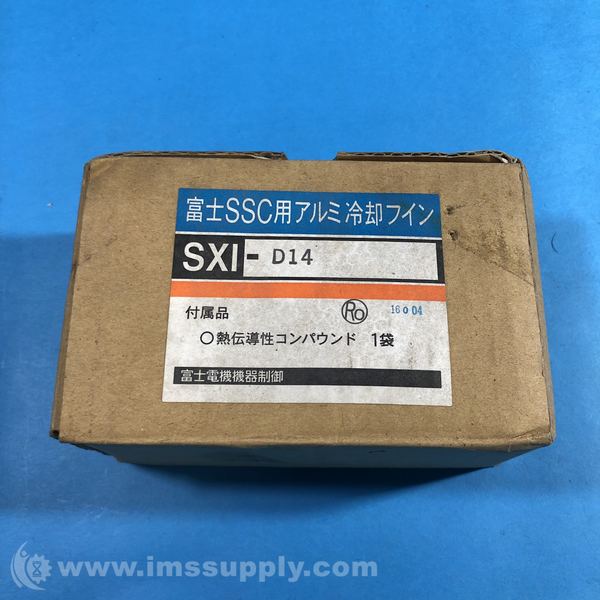 富士SSC用アルミ冷却フイン
SXI- D14
付属品 Ro 16 0 04
○熱伝導性コンパウンド 1袋
富士電機機器制御
www.imssupply.com